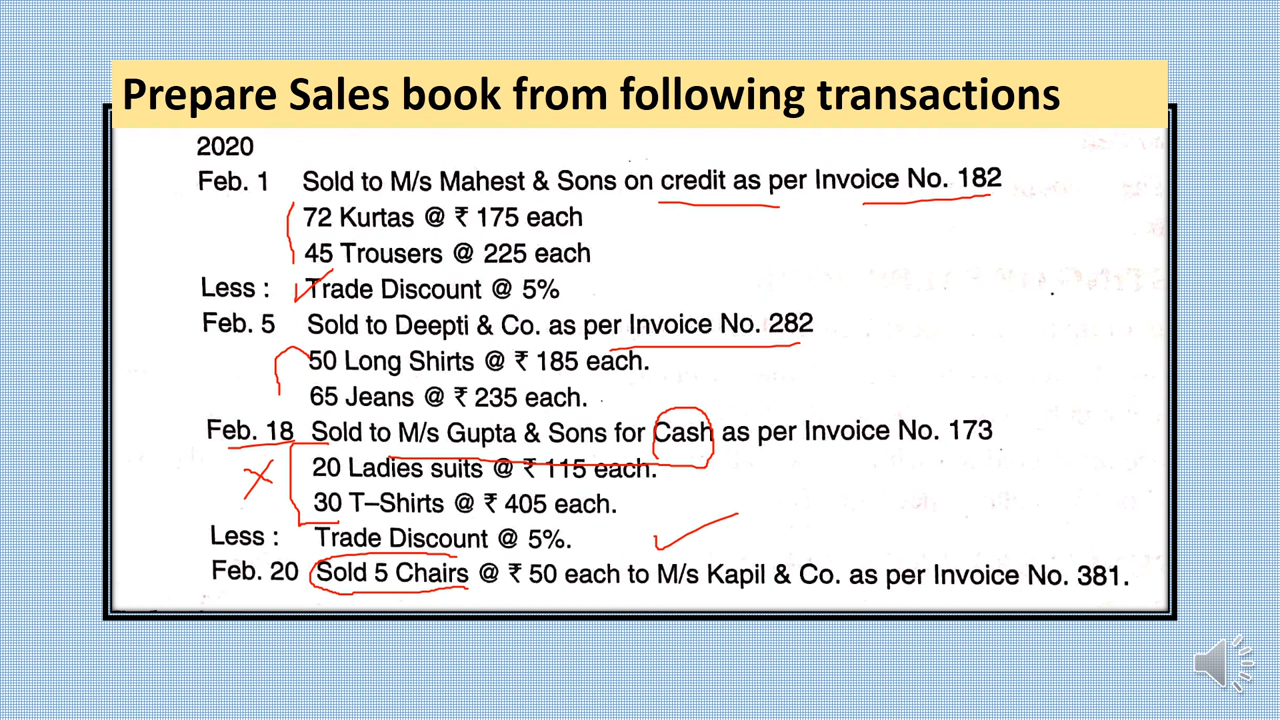 Prepare Sales book from following transactions
2020
Feb. 1 Sold to M/s Mahest & Sons on credit as per Invoice No. 182
72 Kurtas @ ₹ 175 each
45 Trousers @ 225 each
Less : Trade Discount @ 5%
Feb. 5 Sold to Deepti & Co. as per Invoice No. 282
50 Long Shirts @ ₹ 185 each.
65 Jeans @ ₹ 235 each.
Feb. 18 Sold to M/s Gupta & Sons for Cash as per Invoice No. 173
20 Ladies suits @ ₹ 115 each.
30 T–Shirts @ ₹ 405 each.
Less : Trade Discount @ 5%.
Feb. 20 Sold 5 Chairs @ ₹ 50 each to M/s Kapil & Co. as per Invoice No. 381.